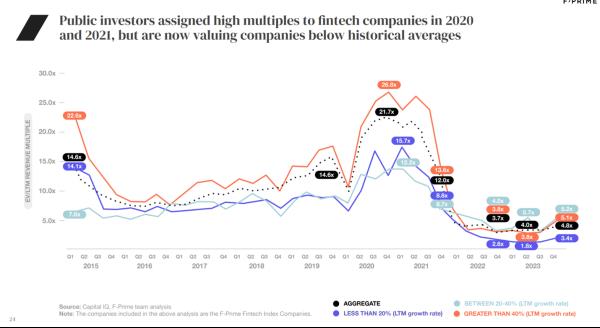 F-PRIME
Public investors assigned high multiples to fintech companies in 2020
and 2021, but are now valuing companies below historical averages
EV/LTM REVENUE MULTIPLE
30.0x
25.0x
20.0x
15.0x
10.0x
5.0x
22.6x
14.6x
14.1x
7.0x
14.6x
26.8x
21.7x
15.7x
13.6x
12.0x
8.8x
4.8x
3.8x
3.7x
2.6x
5.7x
4.0x
3.6x
1.8x
5.2x
5.1x
4.8x
3.4x
Q1 Q2 Q3 Q4 Q1 Q2 Q3 Q4 Q1 Q2 Q3 Q4 Q1 Q2 Q3 Q4 Q1 Q2 Q3 Q4 Q1 Q2 Q3 Q4 Q1 Q2 Q3 Q4 Q1 Q2 Q3 Q4 Q1 Q2 Q3 Q4
2015 2016 2017 2018 2019 2020 2021 2022 2023
Source: Capital IQ, F-Prime team analysis
Note: The companies included in the above analysis are the F-Prime Fintech Index Companies.
AGGREGATE
BETWEEN 20-40% (LTM growth rate)
LESS THAN 20% (LTM growth rate)
GREATER THAN 40% (LTM growth rate)
24